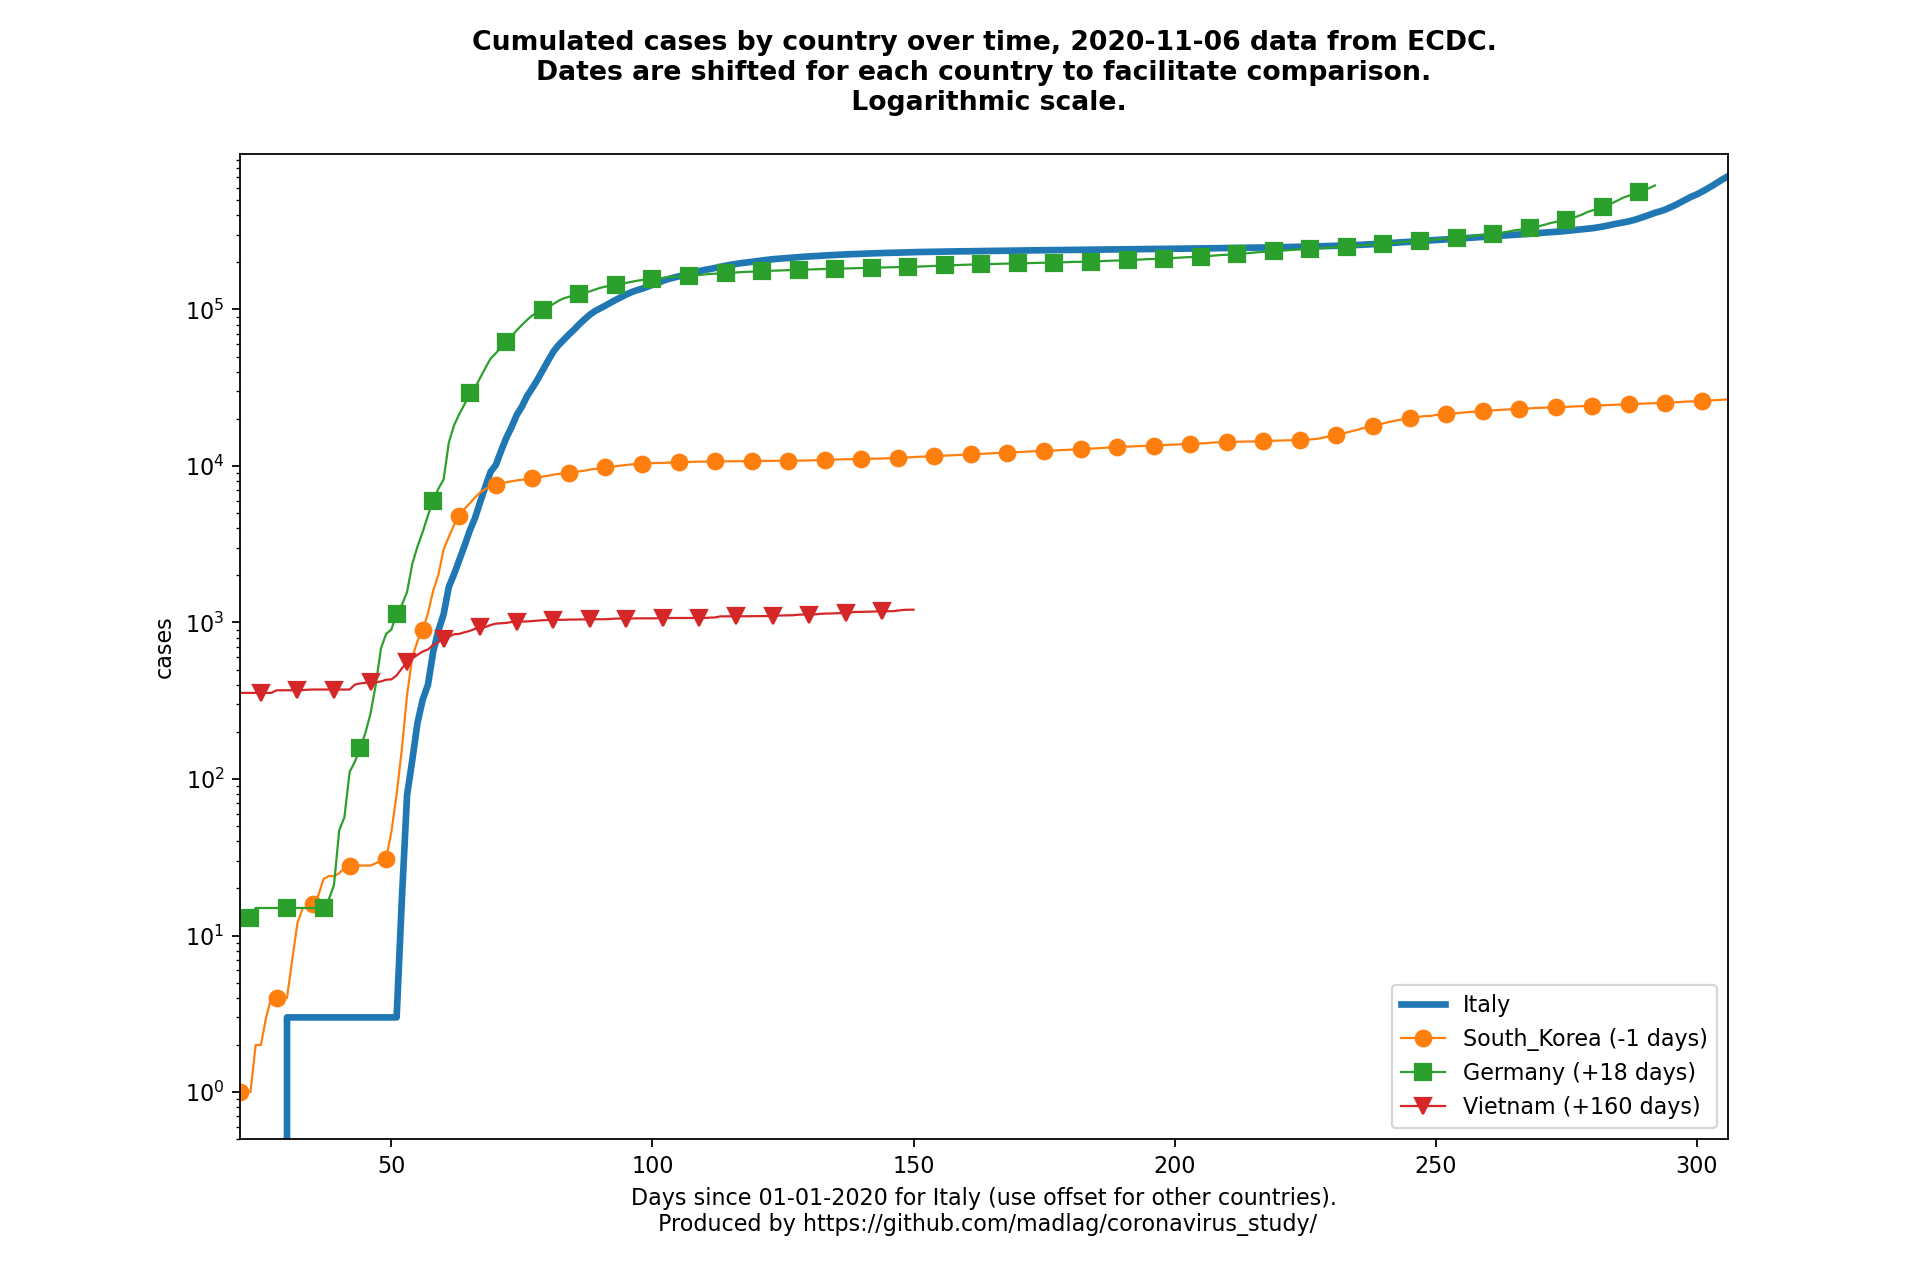 Cumulated cases by country over time, 2020-11-06 data from ECDC.
Dates are shifted for each country to facilitate comparison.
Logarithmic scale.
cases
10^5
10^4
10^3
10^2
10^1
10^0
50 100 150 200 250 300
Italy
South_Korea (-1 days)
Germany (+18 days)
Vietnam (+160 days)
Days since 01-01-2020 for Italy (use offset for other countries).
Produced by https://github.com/madlag/coronavirus_study/